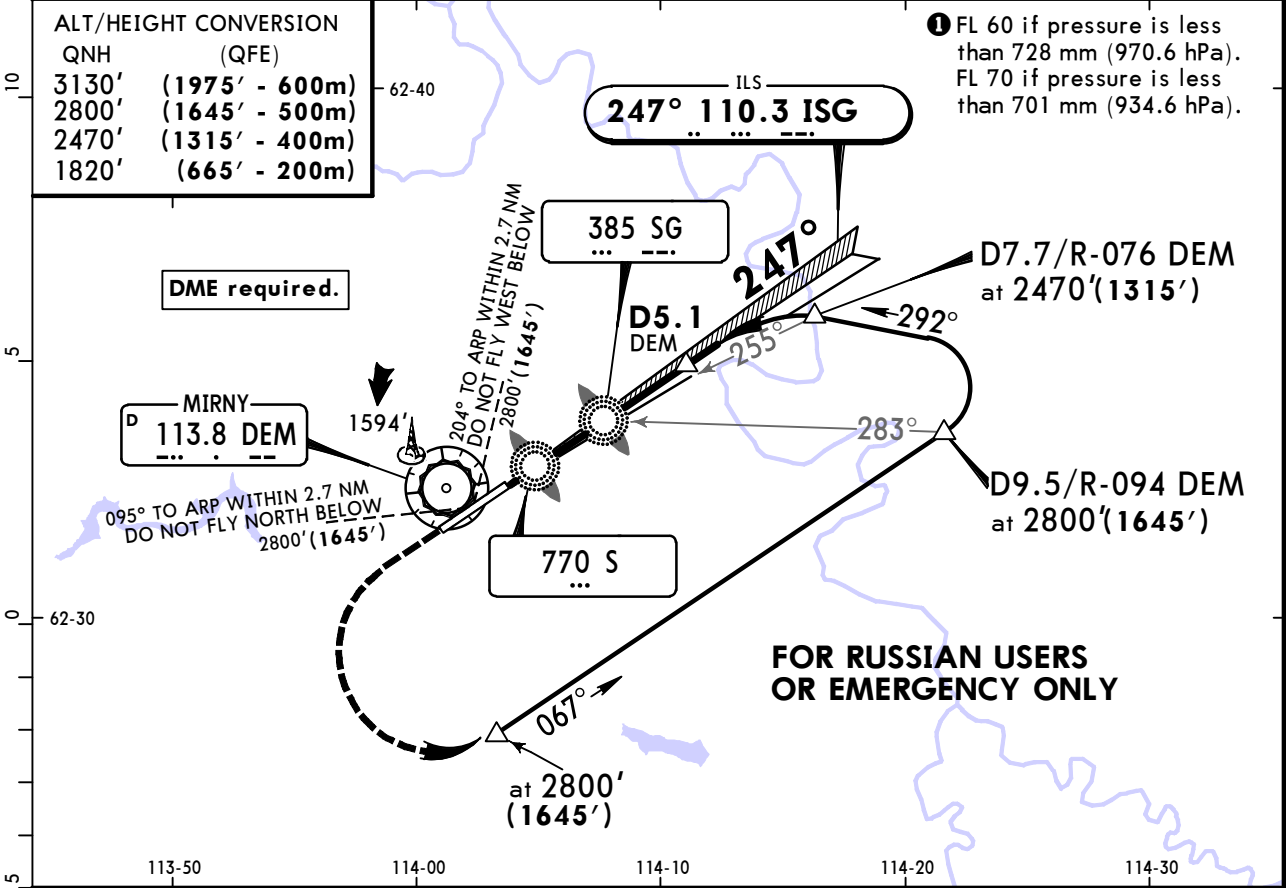 ALT/HEIGHT CONVERSION
QNH (QFE)
3130' (1975' - 600m)
2800' (1645' - 500m)
2470' (1315' - 400m)
1820' (665' - 200m)
❶ FL 60 if pressure is less
than 728 mm (970.6 hPa).
FL 70 if pressure is less
than 701 mm (934.6 hPa).
10
62-40
ILS
247° 110.3 ISG
385 SG
247°
D7.7/R-076 DEM
at 2470'(1315')
DME required.
204° TO ARP WITHIN 2.7 NM
DO NOT FLY WEST BELOW
2800'(1645')
D5.1
DEM
255°
292°
5
MIRNY
D 113.8 DEM
1594'
283°
D9.5/R-094 DEM
at 2800'(1645')
095° TO ARP WITHIN 2.7 NM
DO NOT FLY NORTH BELOW
2800'(1645')
770 S
0
62-30
FOR RUSSIAN USERS
OR EMERGENCY ONLY
067°
at 2800'
(1645')
5
113-50 114-00 114-10 114-20 114-30